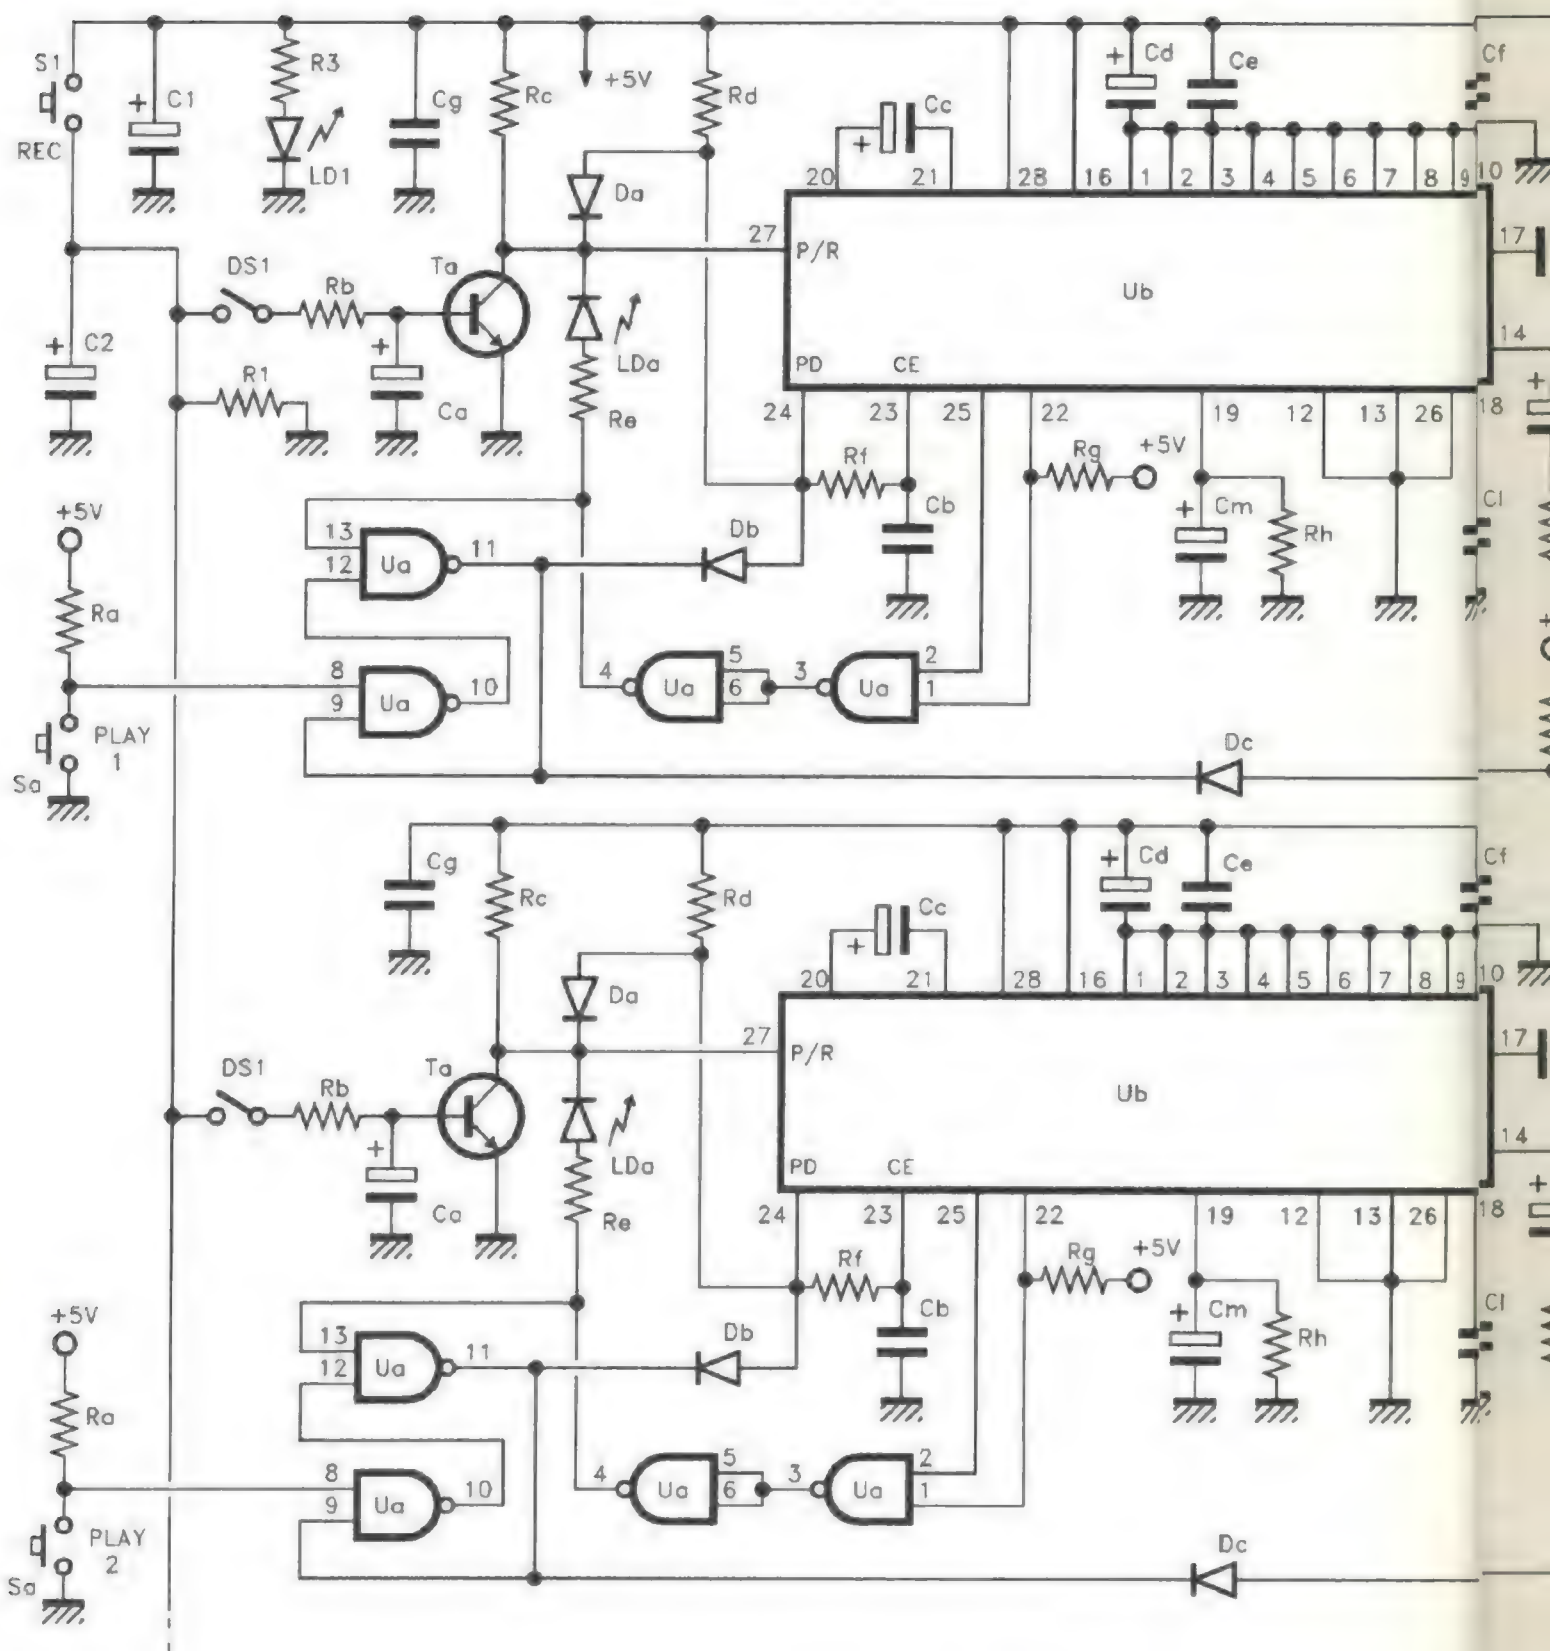 S1
REC
+
C1
R3
LD1
Cg
Rc
+5V
Rd
Da
+
Cc
20
21
28
16
+
Cd
Ce
1
2
3
4
5
6
7
8
9
10
Cf
27
P/R
Ub
17
14
DS1
Rb
Ta
+
C2
R1
+
Ca
LDa
Re
PD
CE
24
23
25
22
19
12
13
26
18
+
Rf
Rg
+5V
Cb
+
Cm
Rh
Cl
+
+5V
Ra
13
12
Ua
11
Db
8
9
Ua
10
4
Ua
5
6
3
Ua
2
1
PLAY
1
Sa
Dc
Cg
Rc
Rd
Da
+
Cc
20
21
28
16
+
Cd
Ce
1
2
3
4
5
6
7
8
9
10
Cf
27
P/R
Ub
17
14
DS1
Rb
Ta
+
Ca
LDa
Re
PD
CE
24
23
25
22
19
12
13
26
18
+
Rf
Rg
+5V
Cb
+
Cm
Rh
Cl
+5V
Ra
13
12
Ua
11
Db
8
9
Ua
10
4
Ua
5
6
3
Ua
2
1
PLAY
2
Sa
Dc